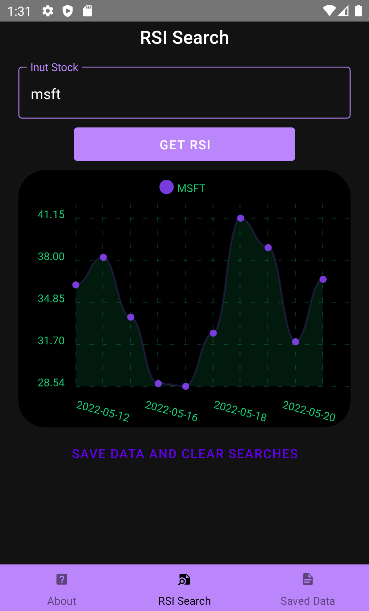 1:31
RSI Search
Inut Stock
msft
GET RSI
MSFT
41.15
38.00
34.85
31.70
28.54
2022-05-12 2022-05-16 2022-05-18 2022-05-20
SAVE DATA AND CLEAR SEARCHES
About RSI Search Saved Data